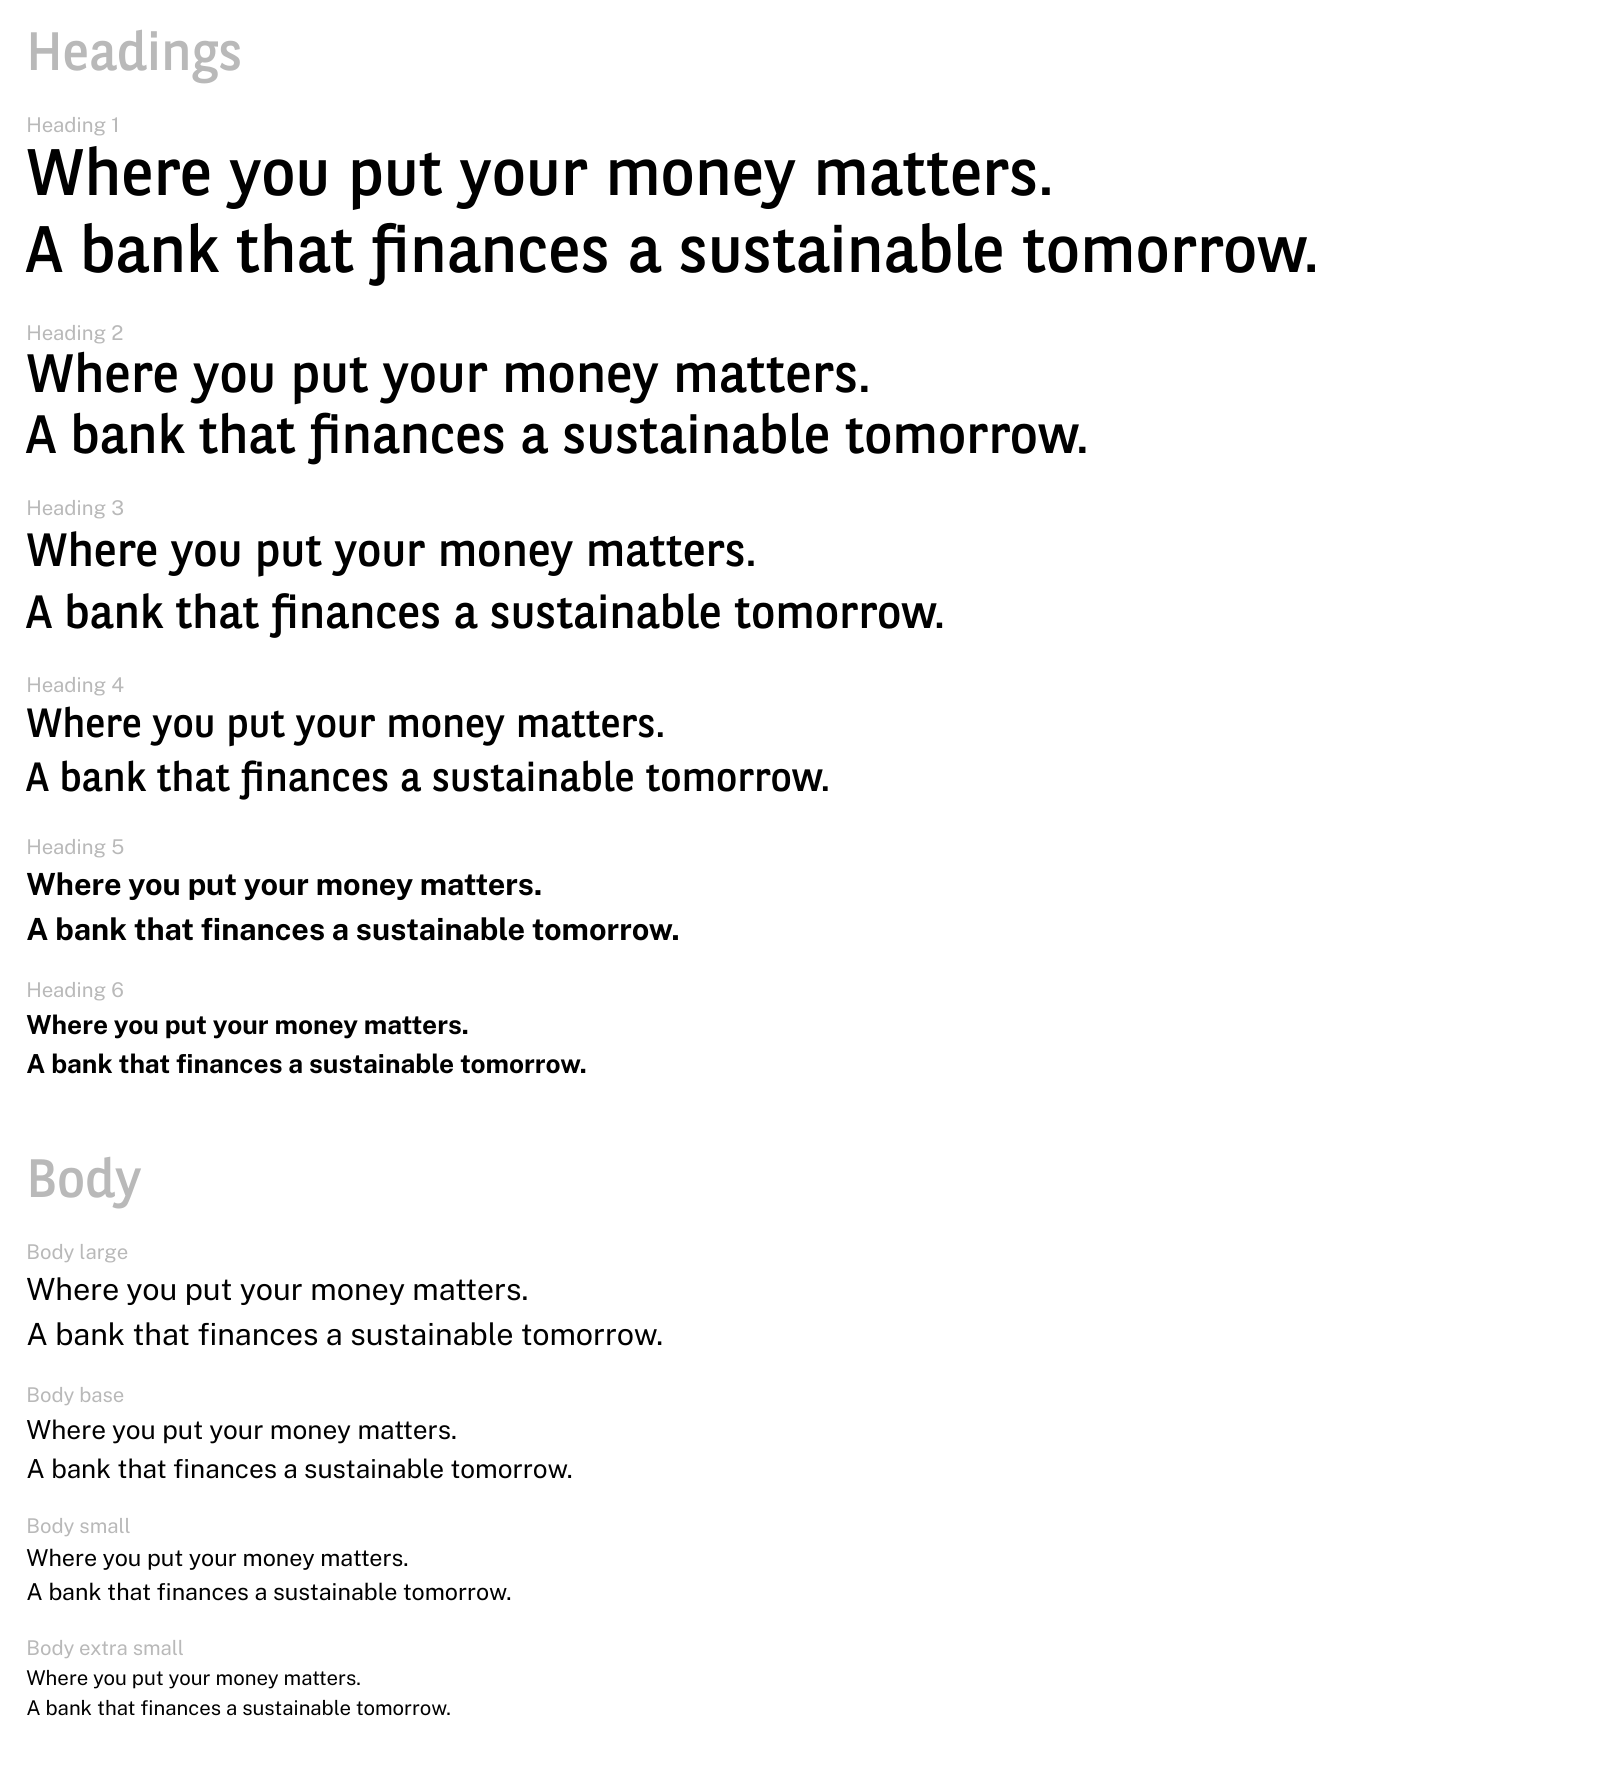 Headings
Heading 1
Where you put your money matters.
A bank that finances a sustainable tomorrow.
Heading 2
Where you put your money matters.
A bank that finances a sustainable tomorrow.
Heading 3
Where you put your money matters.
A bank that finances a sustainable tomorrow.
Heading 4
Where you put your money matters.
A bank that finances a sustainable tomorrow.
Heading 5
Where you put your money matters.
A bank that finances a sustainable tomorrow.
Heading 6
Where you put your money matters.
A bank that finances a sustainable tomorrow.
Body
Body large
Where you put your money matters.
A bank that finances a sustainable tomorrow.
Body base
Where you put your money matters.
A bank that finances a sustainable tomorrow.
Body small
Where you put your money matters.
A bank that finances a sustainable tomorrow.
Body extra small
Where you put your money matters.
A bank that finances a sustainable tomorrow.